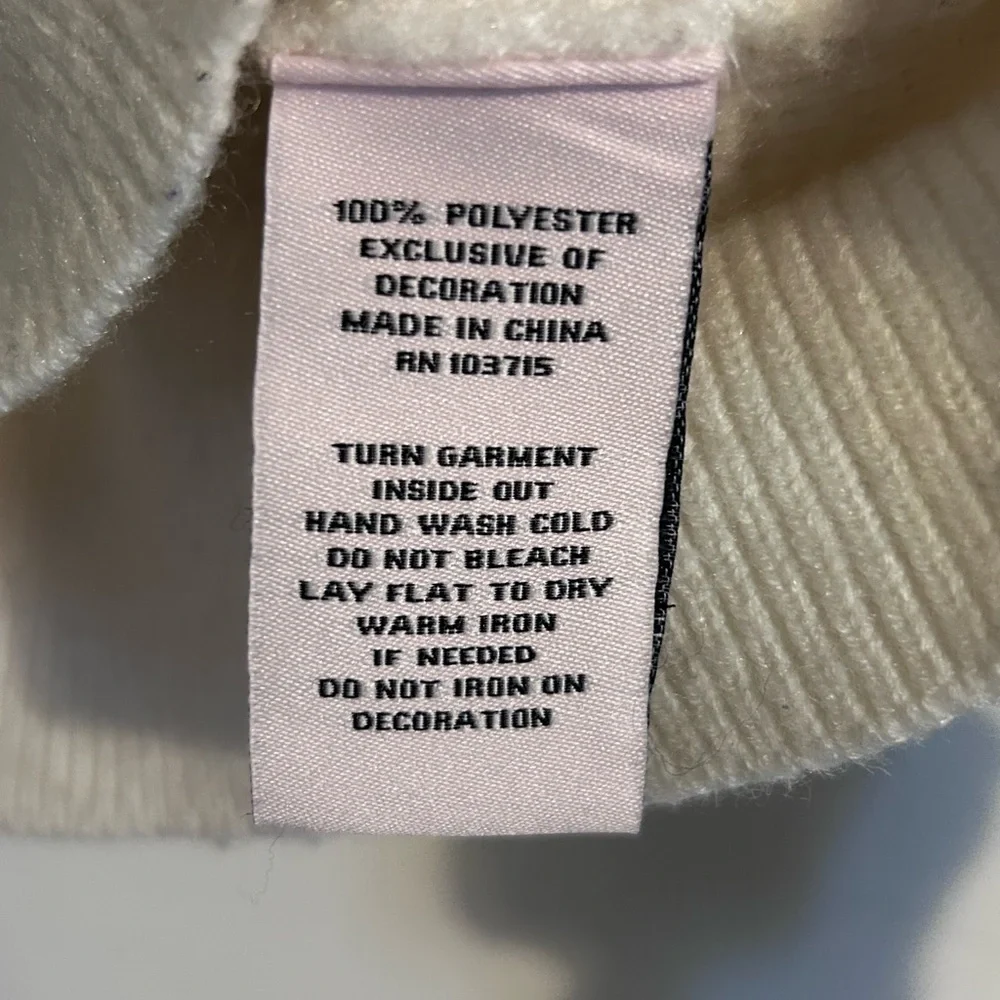 100% POLYESTER
EXCLUSIVE OF
DECORATION
MADE IN CHINA
RN 103715
TURN GARMENT
INSIDE OUT
HAND WASH COLD
DO NOT BLEACH
LAY FLAT TO DRY
WARM IRON
IF NEEDED
DO NOT IRON ON
DECORATION